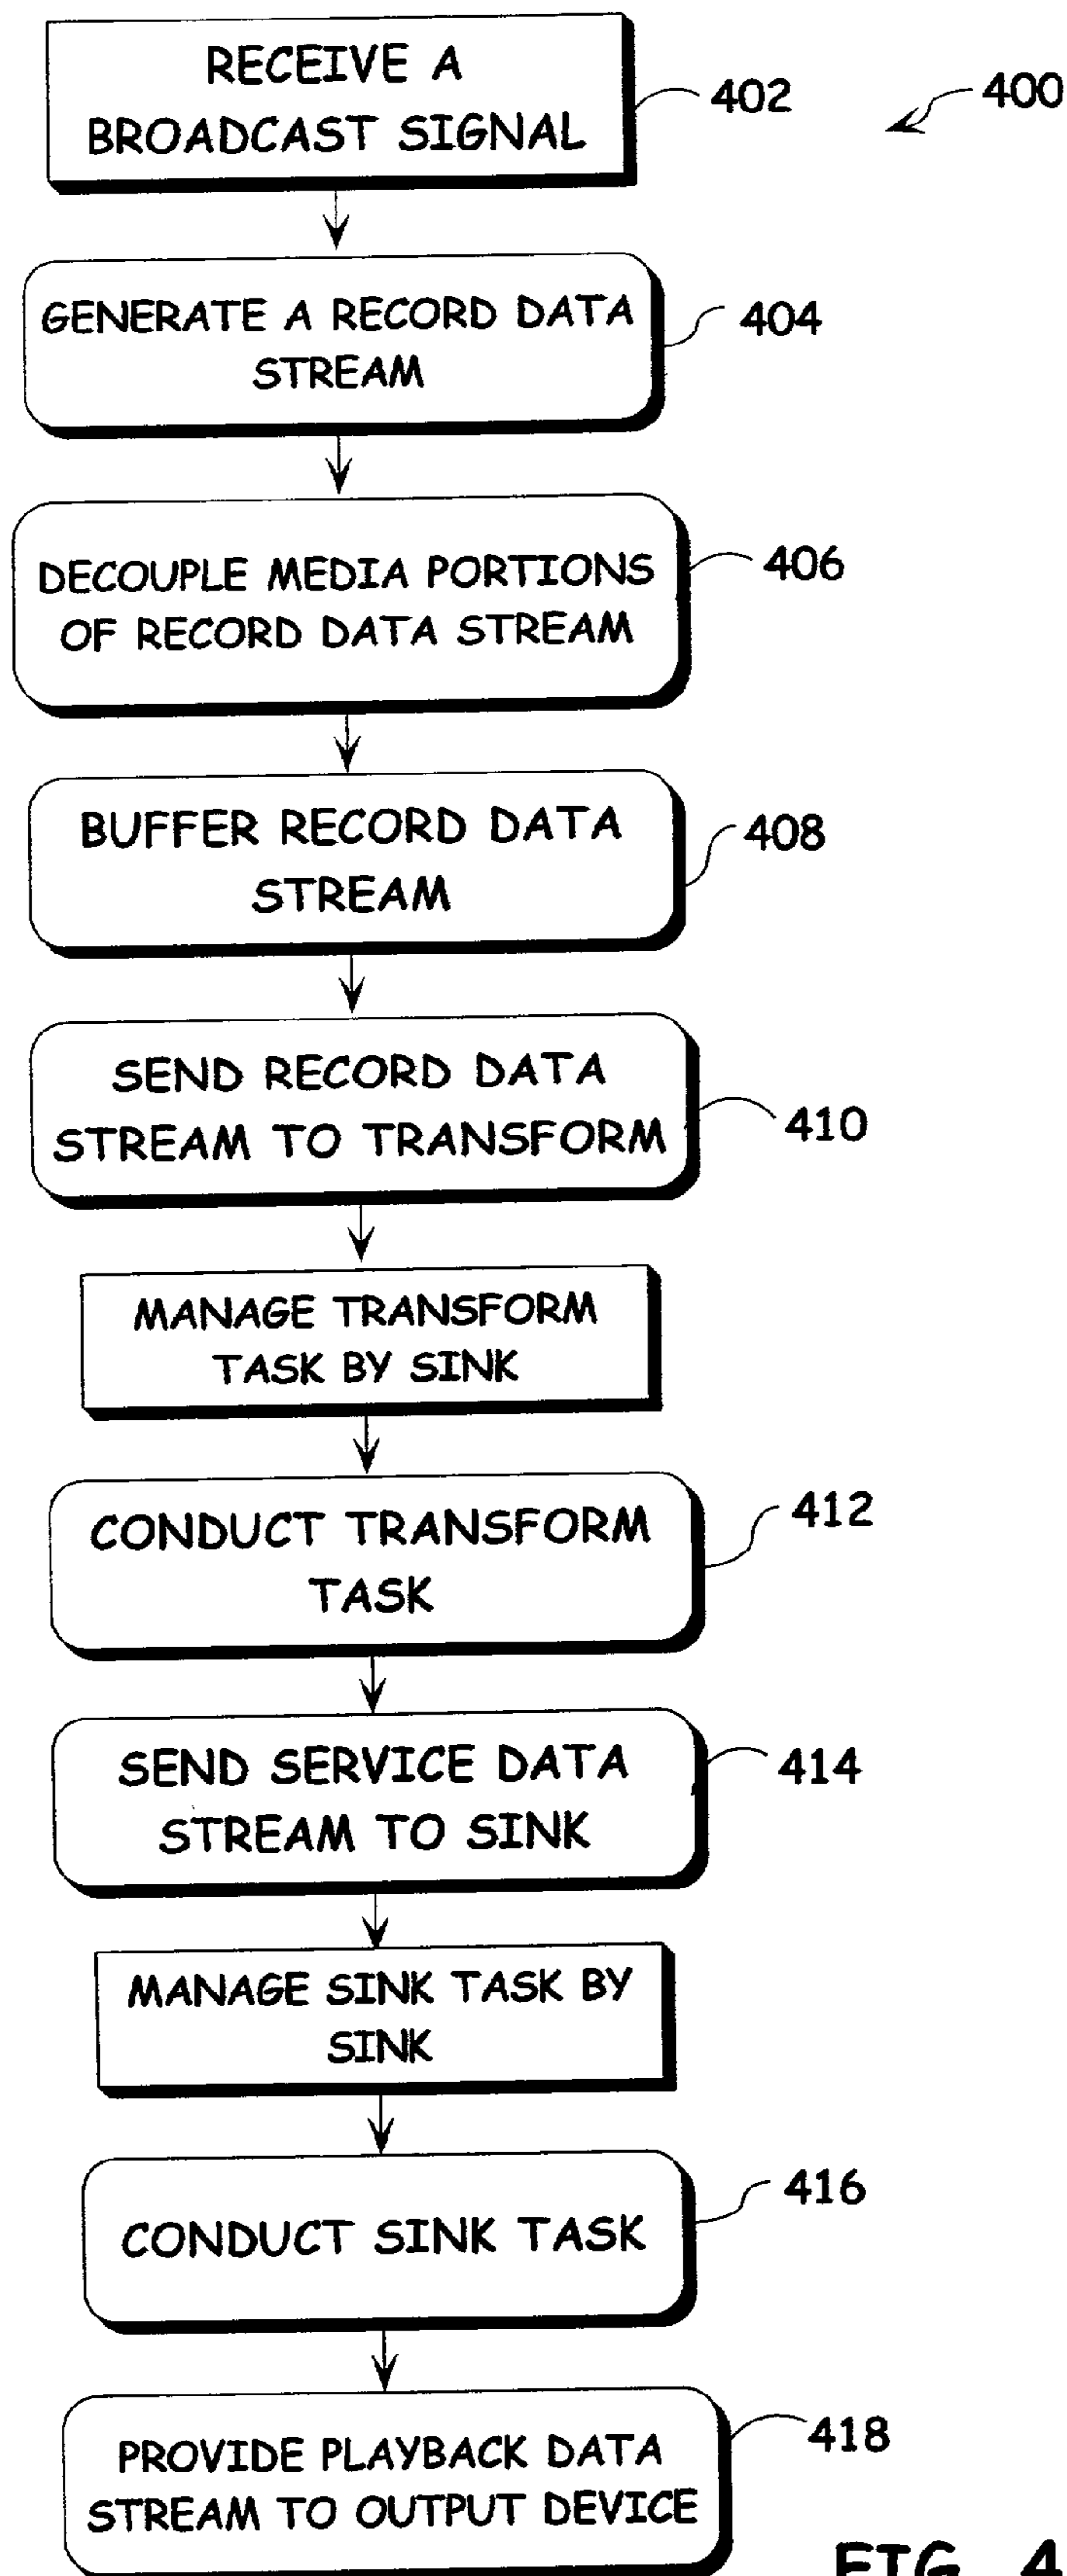 RECEIVE A
BROADCAST SIGNAL
402
400
GENERATE A RECORD DATA
STREAM
404
DECOUPLE MEDIA PORTIONS
OF RECORD DATA STREAM
406
BUFFER RECORD DATA
STREAM
408
SEND RECORD DATA
STREAM TO TRANSFORM
410
MANAGE TRANSFORM
TASK BY SINK
CONDUCT TRANSFORM
TASK
412
SEND SERVICE DATA
STREAM TO SINK
414
MANAGE SINK TASK BY
SINK
CONDUCT SINK TASK
416
PROVIDE PLAYBACK DATA
STREAM TO OUTPUT DEVICE
418
FIG. 4